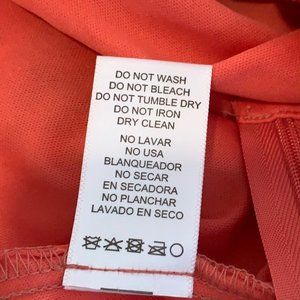 DO NOT WASH
DO NOT BLEACH
DO NOT TUMBLE DRY
DO NOT IRON
DRY CLEAN
NO LAVAR
NO USA
BLANQUEADOR
NO SECAR
EN SECADORA
NO PLANCHAR
LAVADO EN SECO